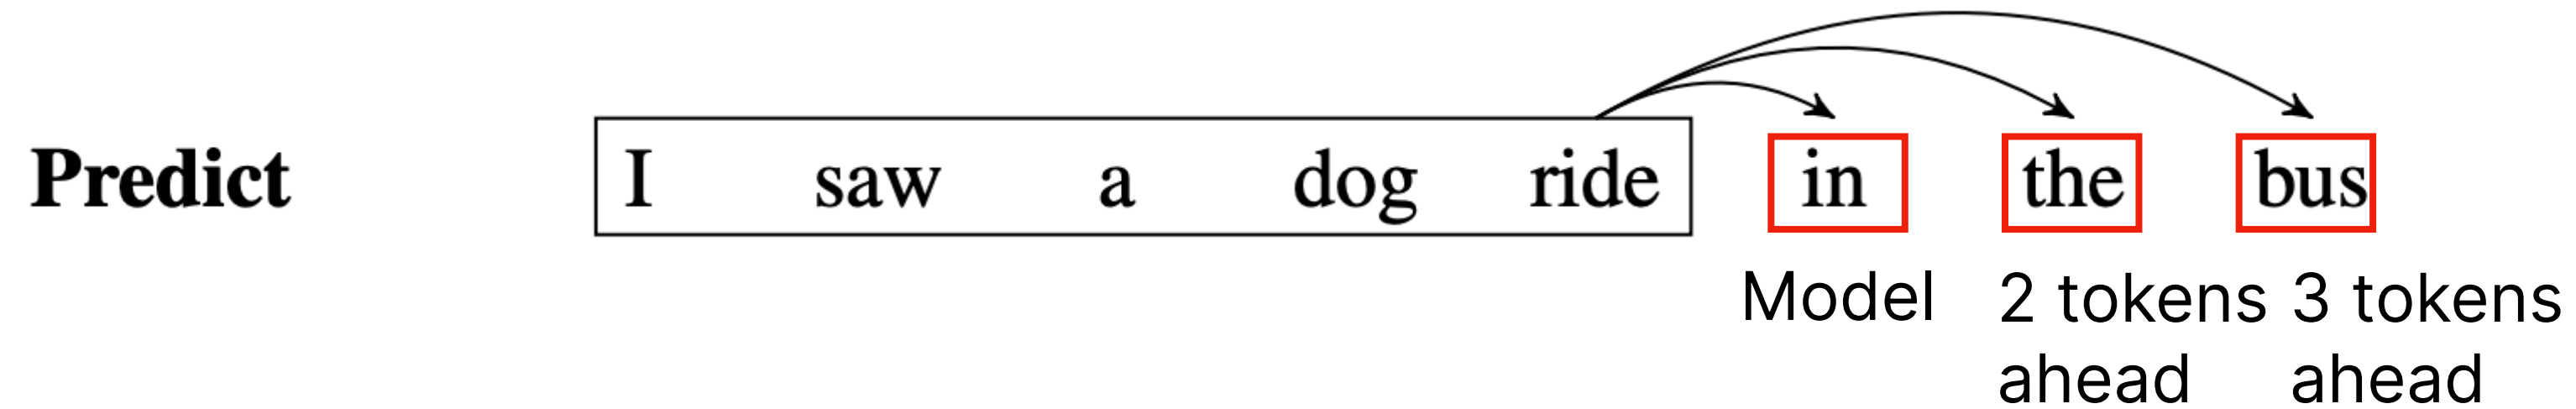 Predict I saw a dog ride in the bus
Model 2 tokens 3 tokens
ahead ahead